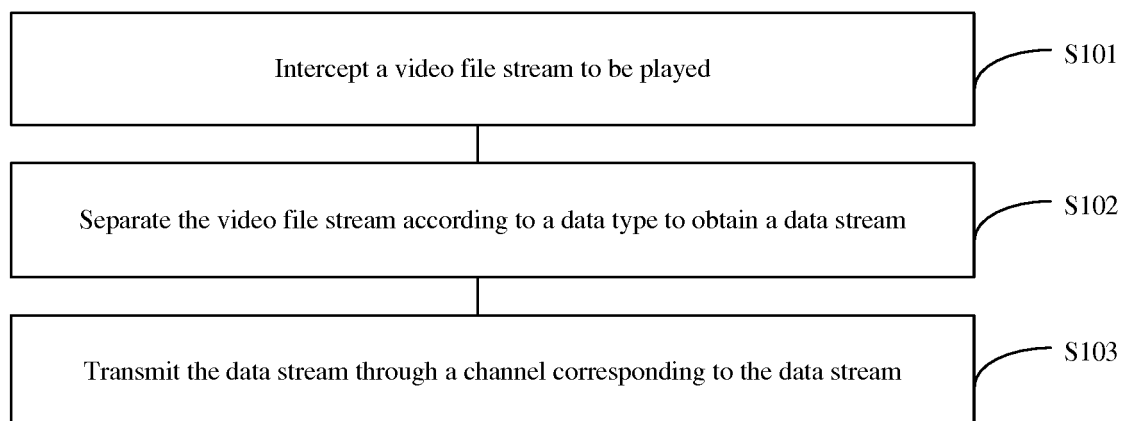 Intercept a video file stream to be played
S101
Separate the video file stream according to a data type to obtain a data stream
S102
Transmit the data stream through a channel corresponding to the data stream
S103